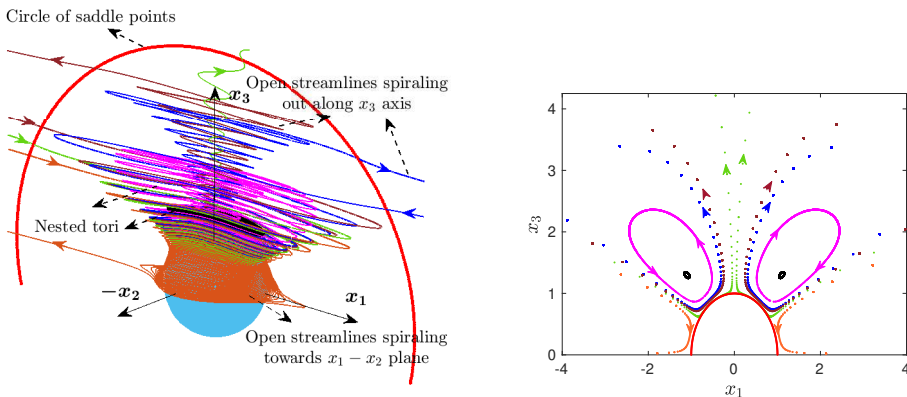 Circle of saddle points
Open streamlines spiraling
out along x₃ axis
x₃
Nested tori
−x₂
x₁
Open streamlines spiraling
towards x₁ − x₂ plane
x₃
4
3
2
1
0
-4
-2
0
2
4
x₁